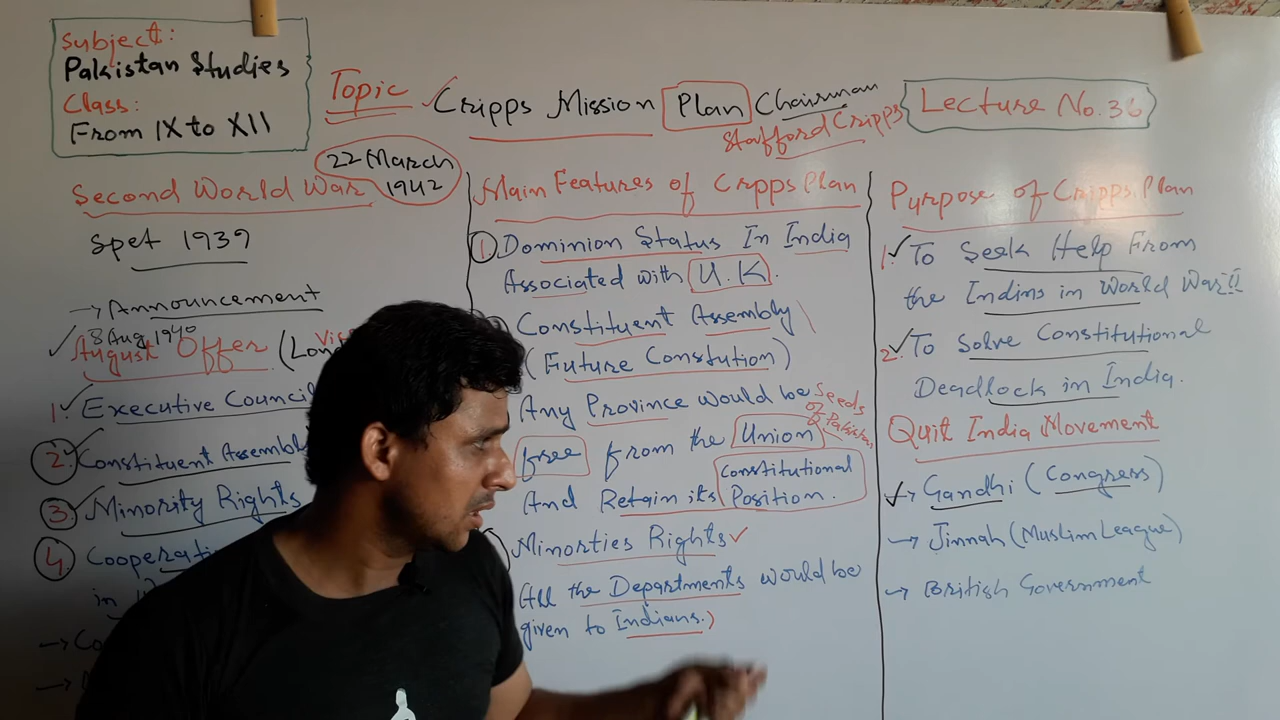 Subject:
Pakistan Studies
Class:
From IX to XII
Topic Cripps Mission Plan Chairman
Stafford Cripps
Lecture No. 36
22 March
1942
Second World War
Spet 1939
→ Announcement
8 Aug 1940
August Offer
1. Executive Council
2. Constituent Assembly
3. Minority Rights
4.
in
Main Features of Cripps Plan
1 Dominion Status In India
Associated with U.K.
Constituent Assembly
(Future Constution)
Any Province would be Seeds
of
Pakistan
free from the Union
And Retain its Constitutional
Position.
Minorties Rights
All the Departments would be
given to Indians.)
Purpose of Cripps Plan
1. To Seek Help From
the Indins in World War II
2. To Solve Constitutional
Deadlock in India.
Quit India Movement
→ Gandhi (Congress)
→ Jinnah (Muslim League)
→ British Government